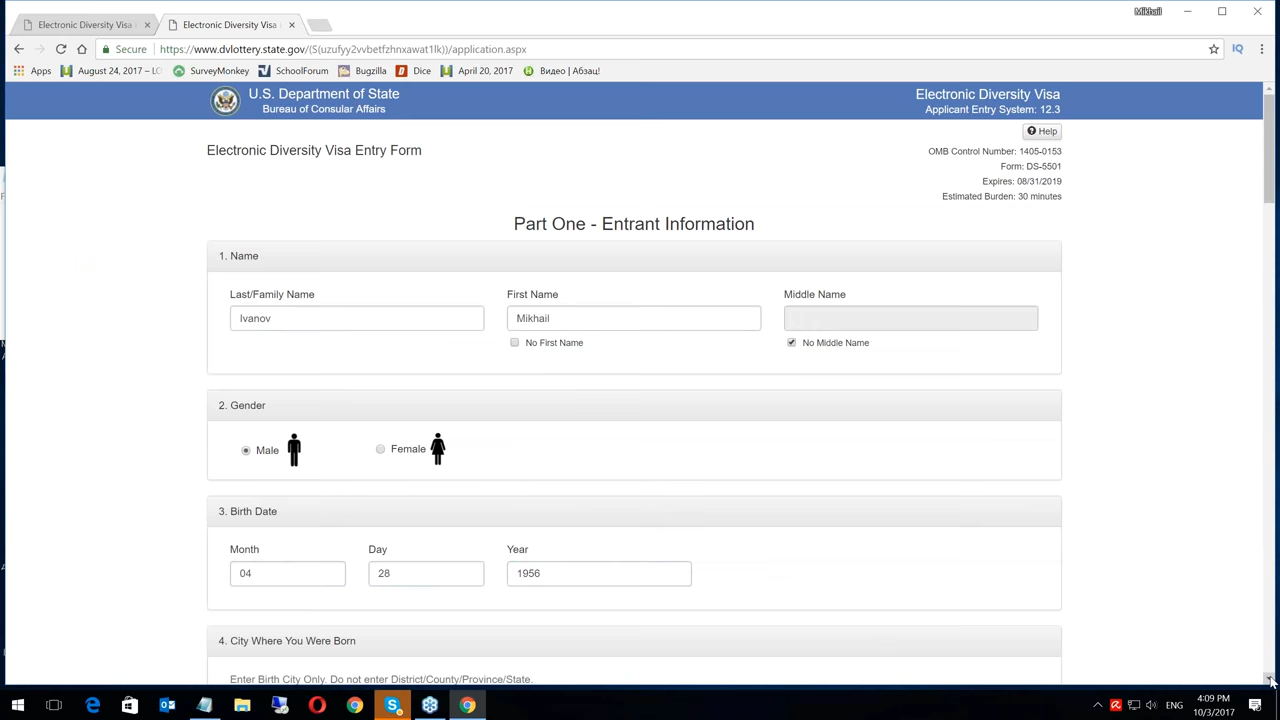 Mikhail
Electronic Diversity Visa
Electronic Diversity Visa
Secure
https://www.dvlottery.state.gov/(S(uzufyy2vvbetfzhnxawat1lk))/application.aspx
Apps
August 24, 2017 – LO
SurveyMonkey
SchoolForum
Bugzilla
Dice
April 20, 2017
Видео | Абзац!
U.S. Department of State
Bureau of Consular Affairs
Electronic Diversity Visa
Applicant Entry System: 12.3
Help
Electronic Diversity Visa Entry Form
OMB Control Number: 1405-0153
Form: DS-5501
Expires: 08/31/2019
Estimated Burden: 30 minutes
Part One - Entrant Information
1. Name
Last/Family Name
First Name
Middle Name
Ivanov
Mikhail
No First Name
No Middle Name
2. Gender
Male
Female
3. Birth Date
Month
Day
Year
04
28
1956
4. City Where You Were Born
Enter Birth City Only. Do not enter District/County/Province/State.
ENG
4:09 PM
10/3/2017